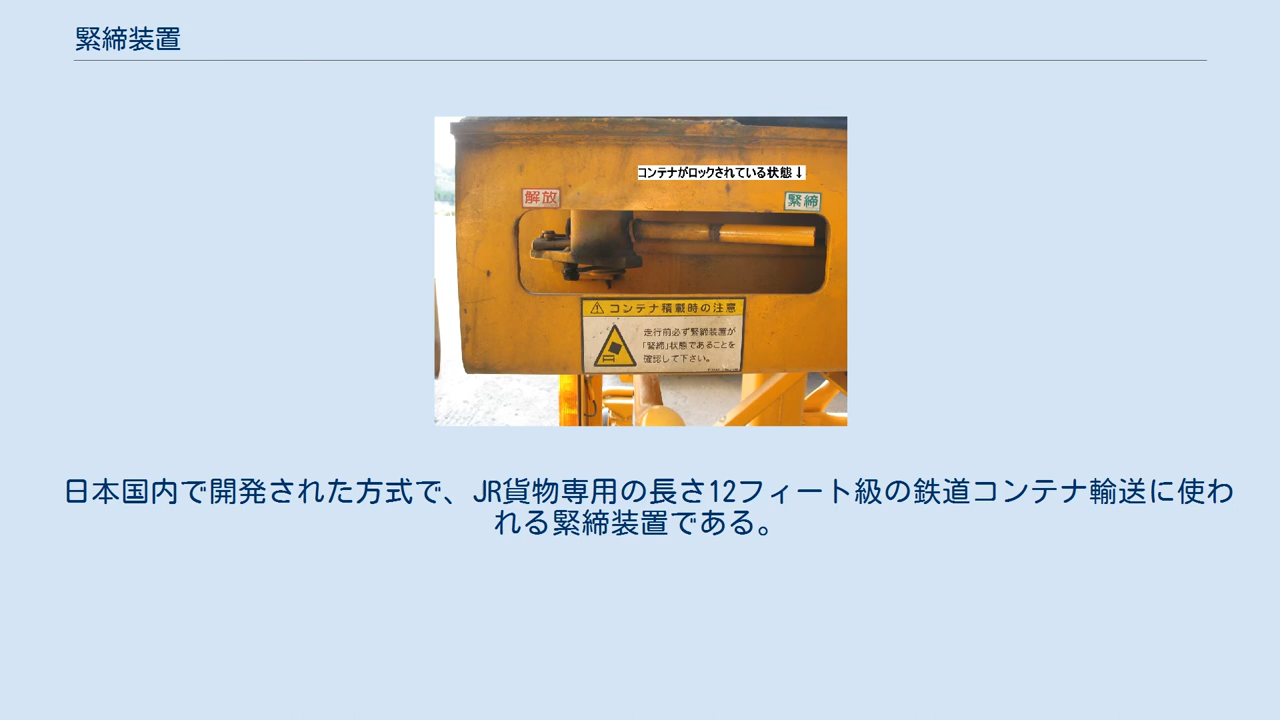 緊締装置
コンテナがロックされている状態↓
解放
緊締
コンテナ積載時の注意
走行前必ず緊締装置が
「緊締」状態であることを
確認して下さい。
日本国内で開発された方式で、JR貨物専用の長さ12フィート級の鉄道コンテナ輸送に使わ
れる緊締装置である。